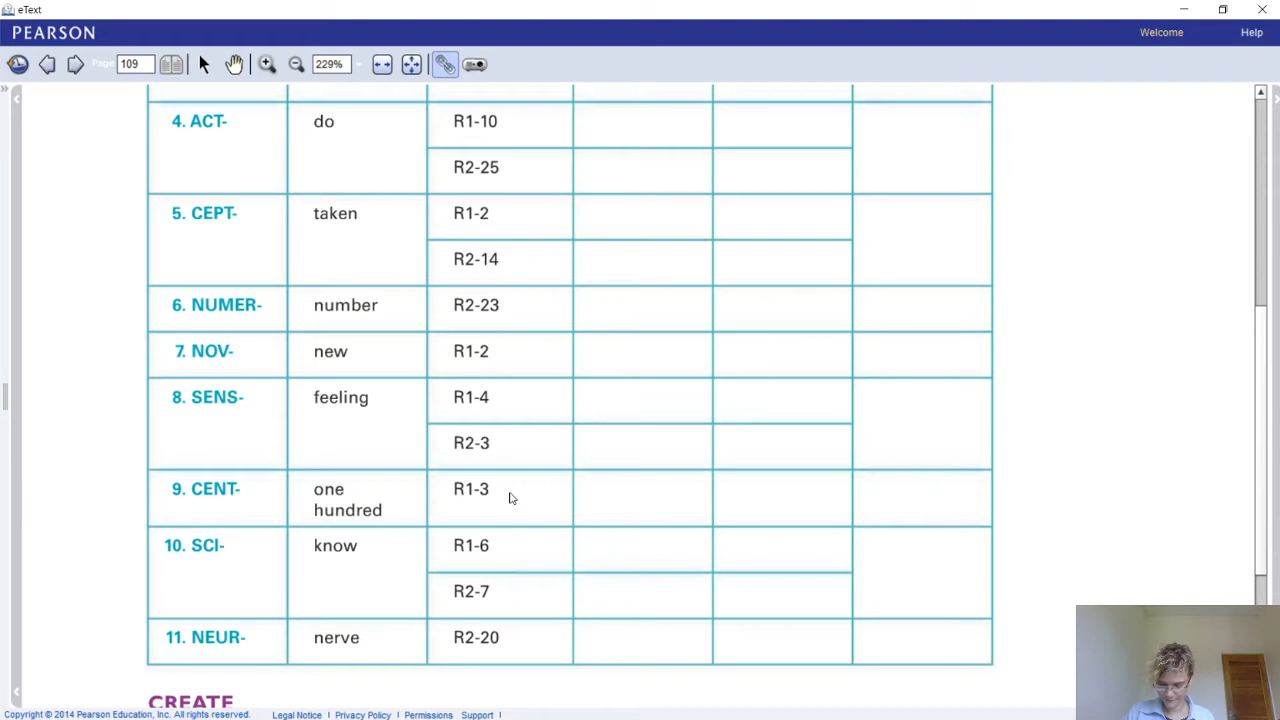 eText
PEARSON
Welcome
Help
Page 109
229%
4. ACT- do R1-10
R2-25
5. CEPT- taken R1-2
R2-14
6. NUMER- number R2-23
7. NOV- new R1-2
8. SENS- feeling R1-4
R2-3
9. CENT- one R1-3
hundred
10. SCI- know R1-6
R2-7
11. NEUR- nerve R2-20
CREATE
Copyright © 2014 Pearson Education, Inc. All rights reserved. Legal Notice | Privacy Policy | Permissions Support |